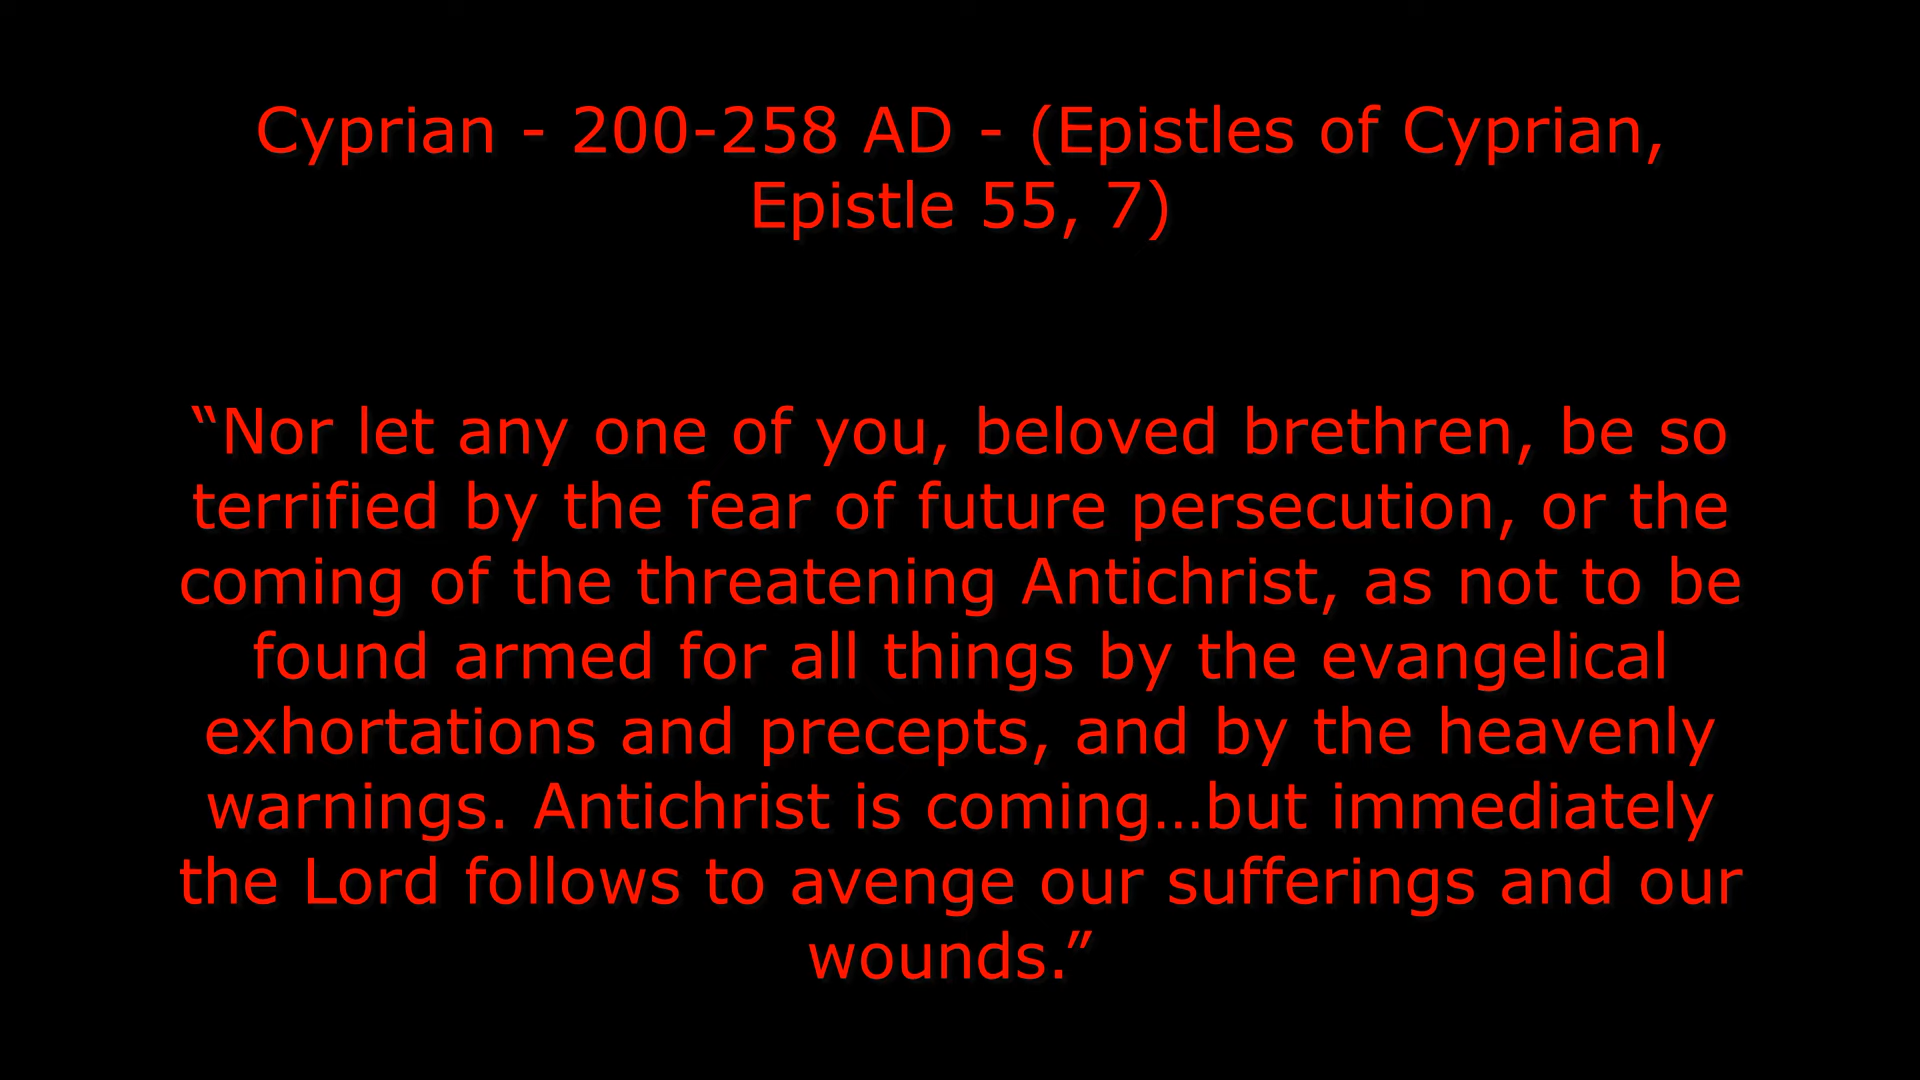 Cyprian - 200-258 AD - (Epistles of Cyprian,
Epistle 55, 7)
“Nor let any one of you, beloved brethren, be so
terrified by the fear of future persecution, or the
coming of the threatening Antichrist, as not to be
found armed for all things by the evangelical
exhortations and precepts, and by the heavenly
warnings. Antichrist is coming…but immediately
the Lord follows to avenge our sufferings and our
wounds.”